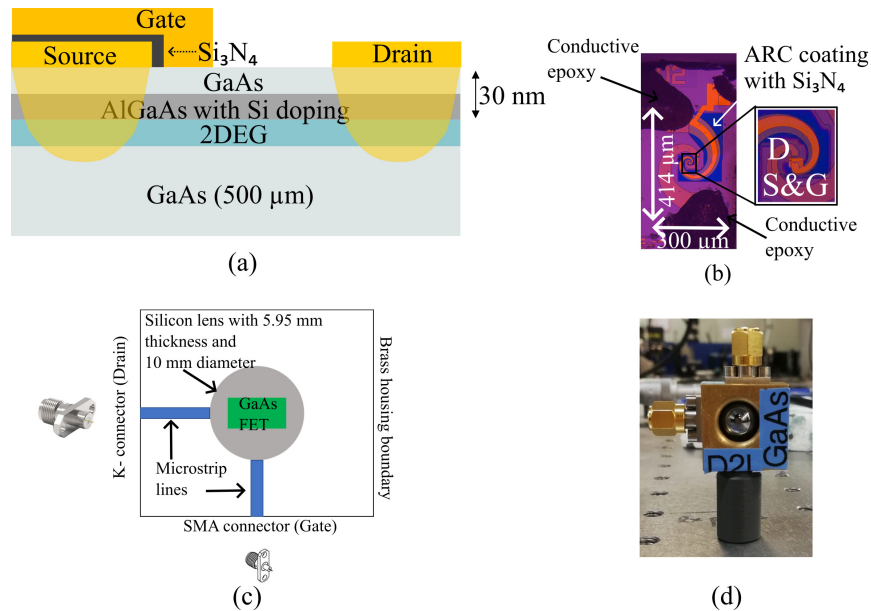 Gate
Source
Si₃N₄
Drain
GaAs
30 nm
AlGaAs with Si doping
2DEG
GaAs (500 µm)
(a)
Conductive
epoxy
ARC coating
with Si₃N₄
414 µm
D
S&G
300 µm
Conductive
epoxy
(b)
Silicon lens with 5.95 mm
thickness and
10 mm diameter
K- connector (Drain)
GaAs
FET
Brass housing boundary
Microstrip
lines
SMA connector (Gate)
(c)
GaAs
(d)